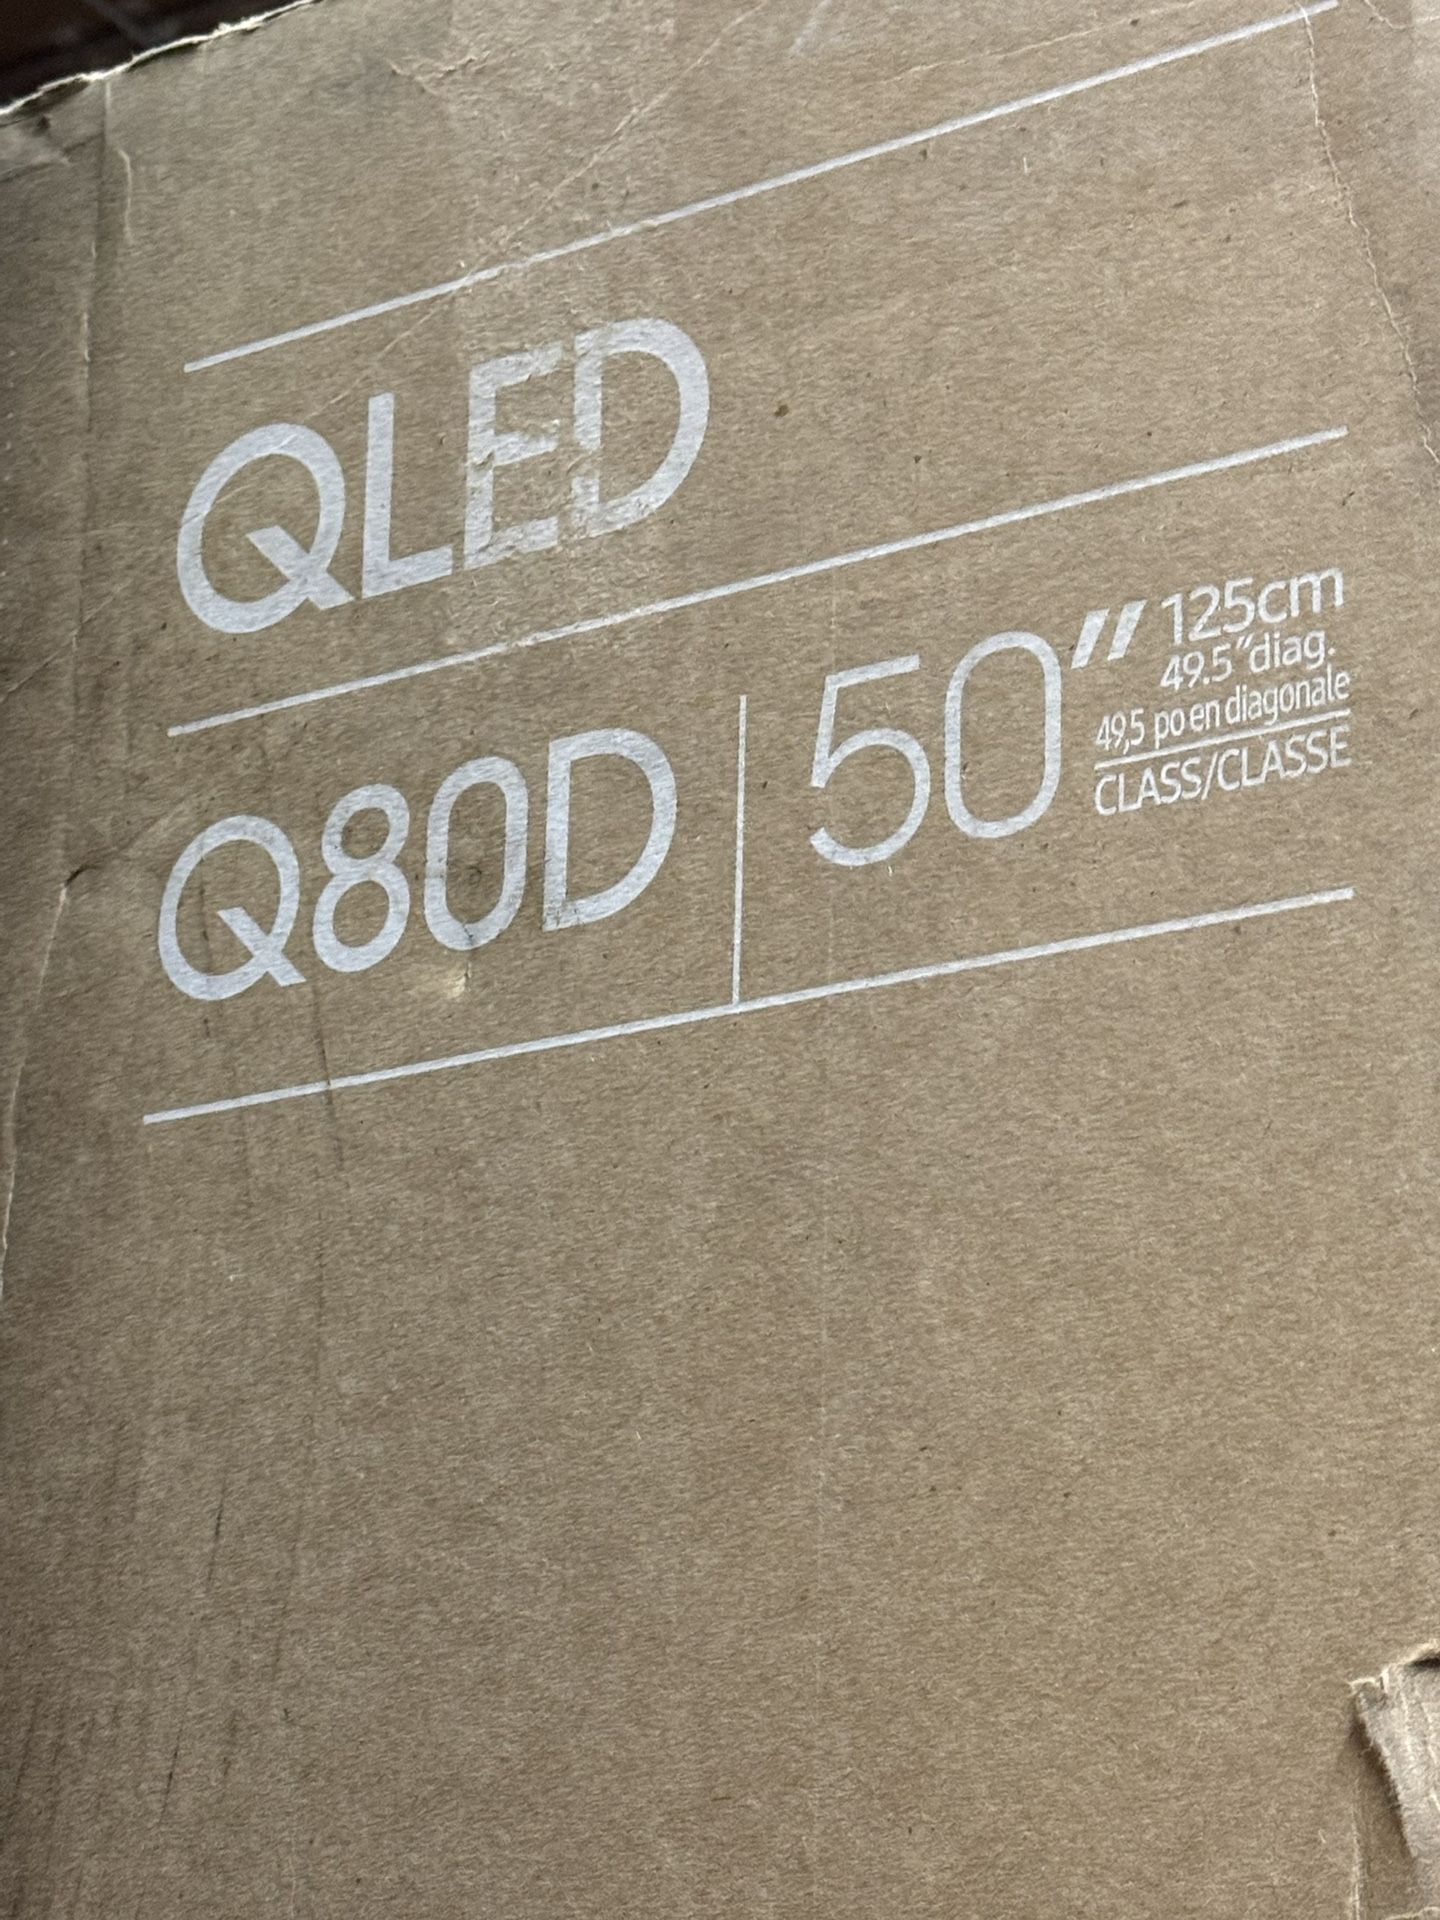 QLED
Q80D
50"
125cm
49.5"diag.
49,5 po en diagonale
CLASS/CLASSE